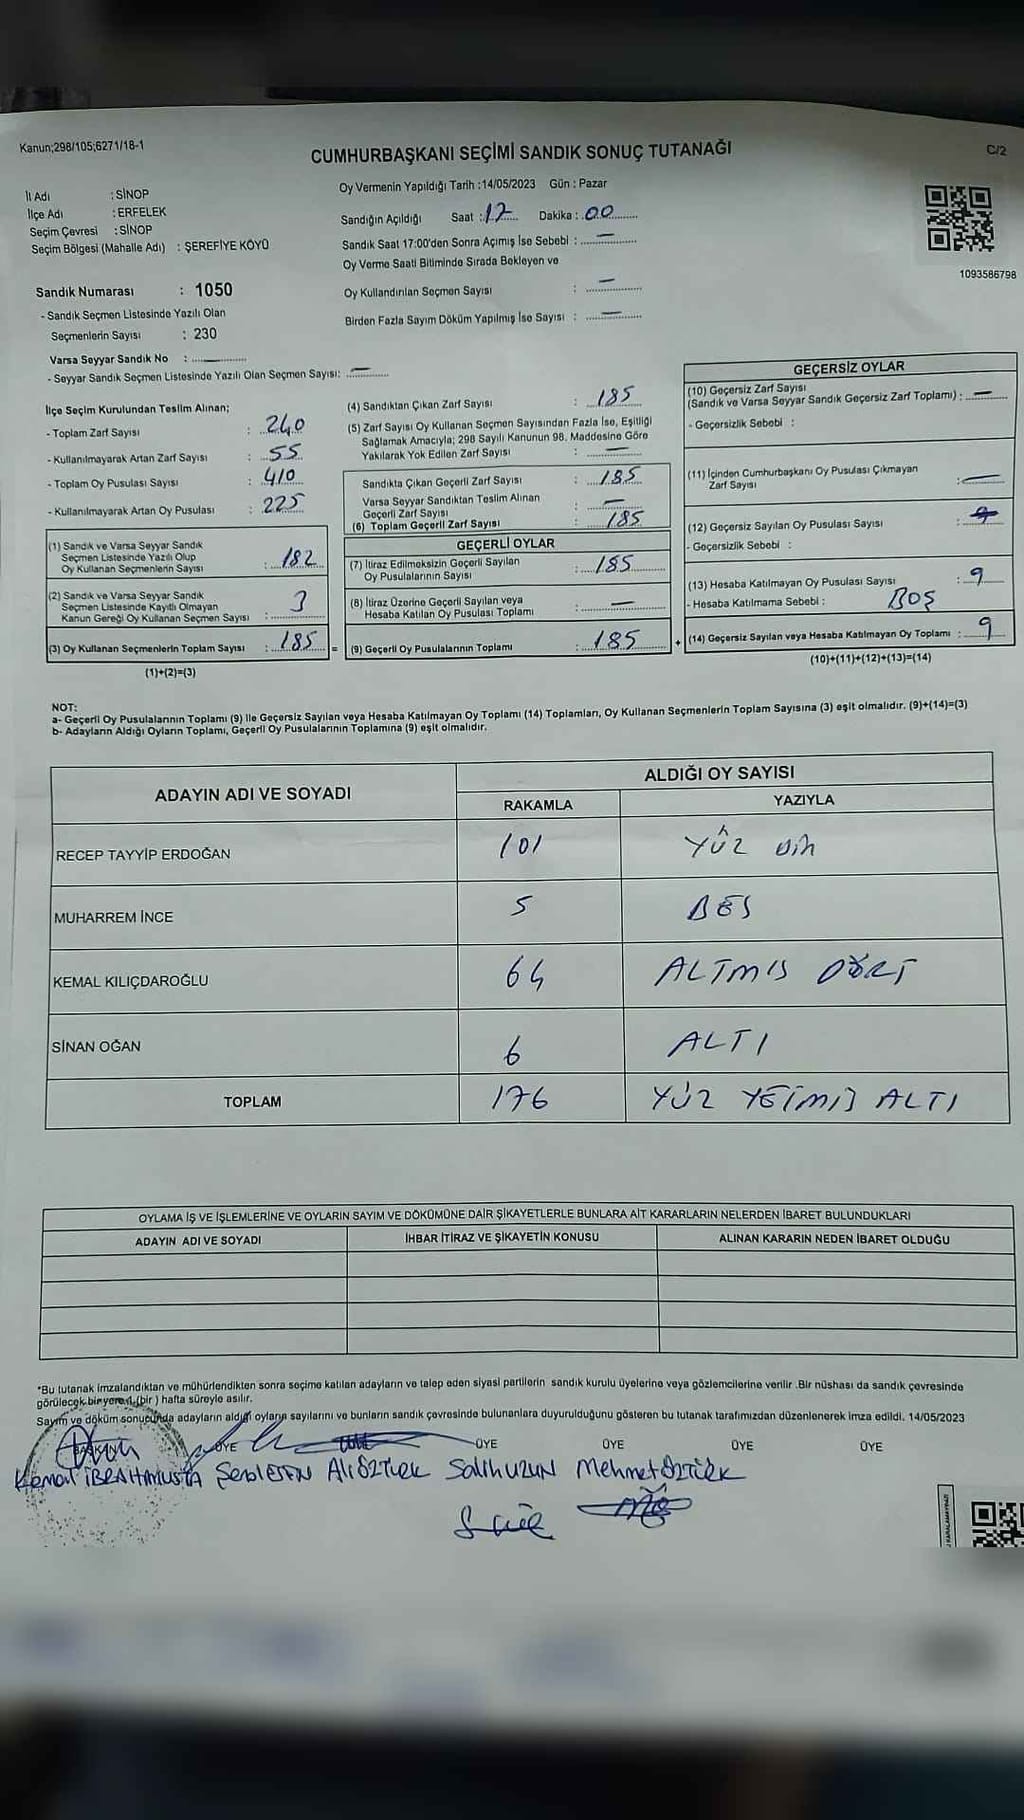 Kanun;298/105;6271/18-1
CUMHURBAŞKANI SEÇİMİ SANDIK SONUÇ TUTANAĞI
C/2
İl Adı : SİNOP
İlçe Adı : ERFELEK
Seçim Çevresi : SİNOP
Seçim Bölgesi (Mahalle Adı) : ŞEREFİYE KÖYÜ
Oy Vermenin Yapıldığı Tarih :14/05/2023 Gün : Pazar
Sandığın Açıldığı Saat : 17 Dakika : 00
Sandık Saat 17:00'den Sonra Açımış İse Sebebi : —
Oy Verme Saati Bitiminde Sırada Bekleyen ve
Oy Kullandırılan Seçmen Sayısı : —
Birden Fazla Sayım Döküm Yapılmış İse Sayısı : —
1093586798
Sandık Numarası : 1050
- Sandık Seçmen Listesinde Yazılı Olan
Seçmenlerin Sayısı : 230
Varsa Seyyar Sandık No : —
- Seyyar Sandık Seçmen Listesinde Yazılı Olan Seçmen Sayısı: —
İlçe Seçim Kurulundan Teslim Alınan;
- Toplam Zarf Sayısı : 240
- Kullanılmayarak Artan Zarf Sayısı : 55
- Toplam Oy Pusulası Sayısı : 410
- Kullanılmayarak Artan Oy Pusulası : 225
(1) Sandık ve Varsa Seyyar Sandık
Seçmen Listesinde Yazılı Olup
Oy Kullanan Seçmenlerin Sayısı : 182
(2) Sandık ve Varsa Seyyar Sandık
Seçmen Listesinde Kayıtlı Olmayan
Kanun Gereği Oy Kullanan Seçmen Sayısı : 3
(3) Oy Kullanan Seçmenlerin Toplam Sayısı : 185 =
(1)+(2)=(3)
(4) Sandıktan Çıkan Zarf Sayısı : 185
(5) Zarf Sayısı Oy Kullanan Seçmen Sayısından Fazla İse, Eşitliği
Sağlamak Amacıyla; 298 Sayılı Kanunun 98. Maddesine Göre
Yakılarak Yok Edilen Zarf Sayısı : —
Sandıkta Çıkan Geçerli Zarf Sayısı : 185
Varsa Seyyar Sandıktan Teslim Alınan
Geçerli Zarf Sayısı : —
(6) Toplam Geçerli Zarf Sayısı : 185
GEÇERLİ OYLAR
(7) İtiraz Edilmeksizin Geçerli Sayılan
Oy Pusulalarının Sayısı : 185
(8) İtiraz Üzerine Geçerli Sayılan veya
Hesaba Katılan Oy Pusulası Toplamı : —
(9) Geçerli Oy Pusulalarının Toplamı : 185 +
GEÇERSİZ OYLAR
(10) Geçersiz Zarf Sayısı
(Sandık ve Varsa Seyyar Sandık Geçersiz Zarf Toplamı) : —
- Geçersizlik Sebebi :
(11) İçinden Cumhurbaşkanı Oy Pusulası Çıkmayan
Zarf Sayısı : —
(12) Geçersiz Sayılan Oy Pusulası Sayısı :
- Geçersizlik Sebebi :
(13) Hesaba Katılmayan Oy Pusulası Sayısı : 9
- Hesaba Katılmama Sebebi : BOŞ
(14) Geçersiz Sayılan veya Hesaba Katılmayan Oy Toplamı : 9
(10)+(11)+(12)+(13)=(14)
NOT:
a- Geçerli Oy Pusulalarının Toplamı (9) ile Geçersiz Sayılan veya Hesaba Katılmayan Oy Toplamı (14) Toplamları, Oy Kullanan Seçmenlerin Toplam Sayısına (3) eşit olmalıdır. (9)+(14)=(3)
b- Adayların Aldığı Oyların Toplamı, Geçerli Oy Pusulalarının Toplamına (9) eşit olmalıdır.
ADAYIN ADI VE SOYADI ALDIĞI OY SAYISI
RAKAMLA YAZIYLA
RECEP TAYYİP ERDOĞAN 101 YÜZ BİR
MUHARREM İNCE 5 BEŞ
KEMAL KILIÇDAROĞLU 64 ALTMIŞ DÖRT
SİNAN OĞAN 6 ALTI
TOPLAM 176 YÜZ YETMİŞ ALTI
OYLAMA İŞ VE İŞLEMLERİNE VE OYLARIN SAYIM VE DÖKÜMÜNE DAİR ŞİKAYETLERLE BUNLARA AİT KARARLARIN NELERDEN İBARET BULUNDUKLARI
ADAYIN ADI VE SOYADI İHBAR İTİRAZ VE ŞİKAYETİN KONUSU ALINAN KARARIN NEDEN İBARET OLDUĞU
*Bu tutanak imzalandıktan ve mühürlendikten sonra seçime katılan adayların ve talep eden siyasi partilerin sandık kurulu üyelerine veya gözlemcilerine verilir .Bir nüshası da sandık çevresinde
görülecek bir yere 1 (bir) hafta süreyle asılır.
Sayım ve döküm sonucunda adayların aldığı oyların sayılarını ve bunların sandık çevresinde bulunanlara duyurulduğunu gösteren bu tutanak tarafımızdan düzenlenerek imza edildi. 14/05/2023
BAŞKAN ÜYE ÜYE ÜYE ÜYE ÜYE
Kemal İBRAHİMUSTA Ali ÖZTÜRK Salih UZUN Mehmet ÖZTÜRK